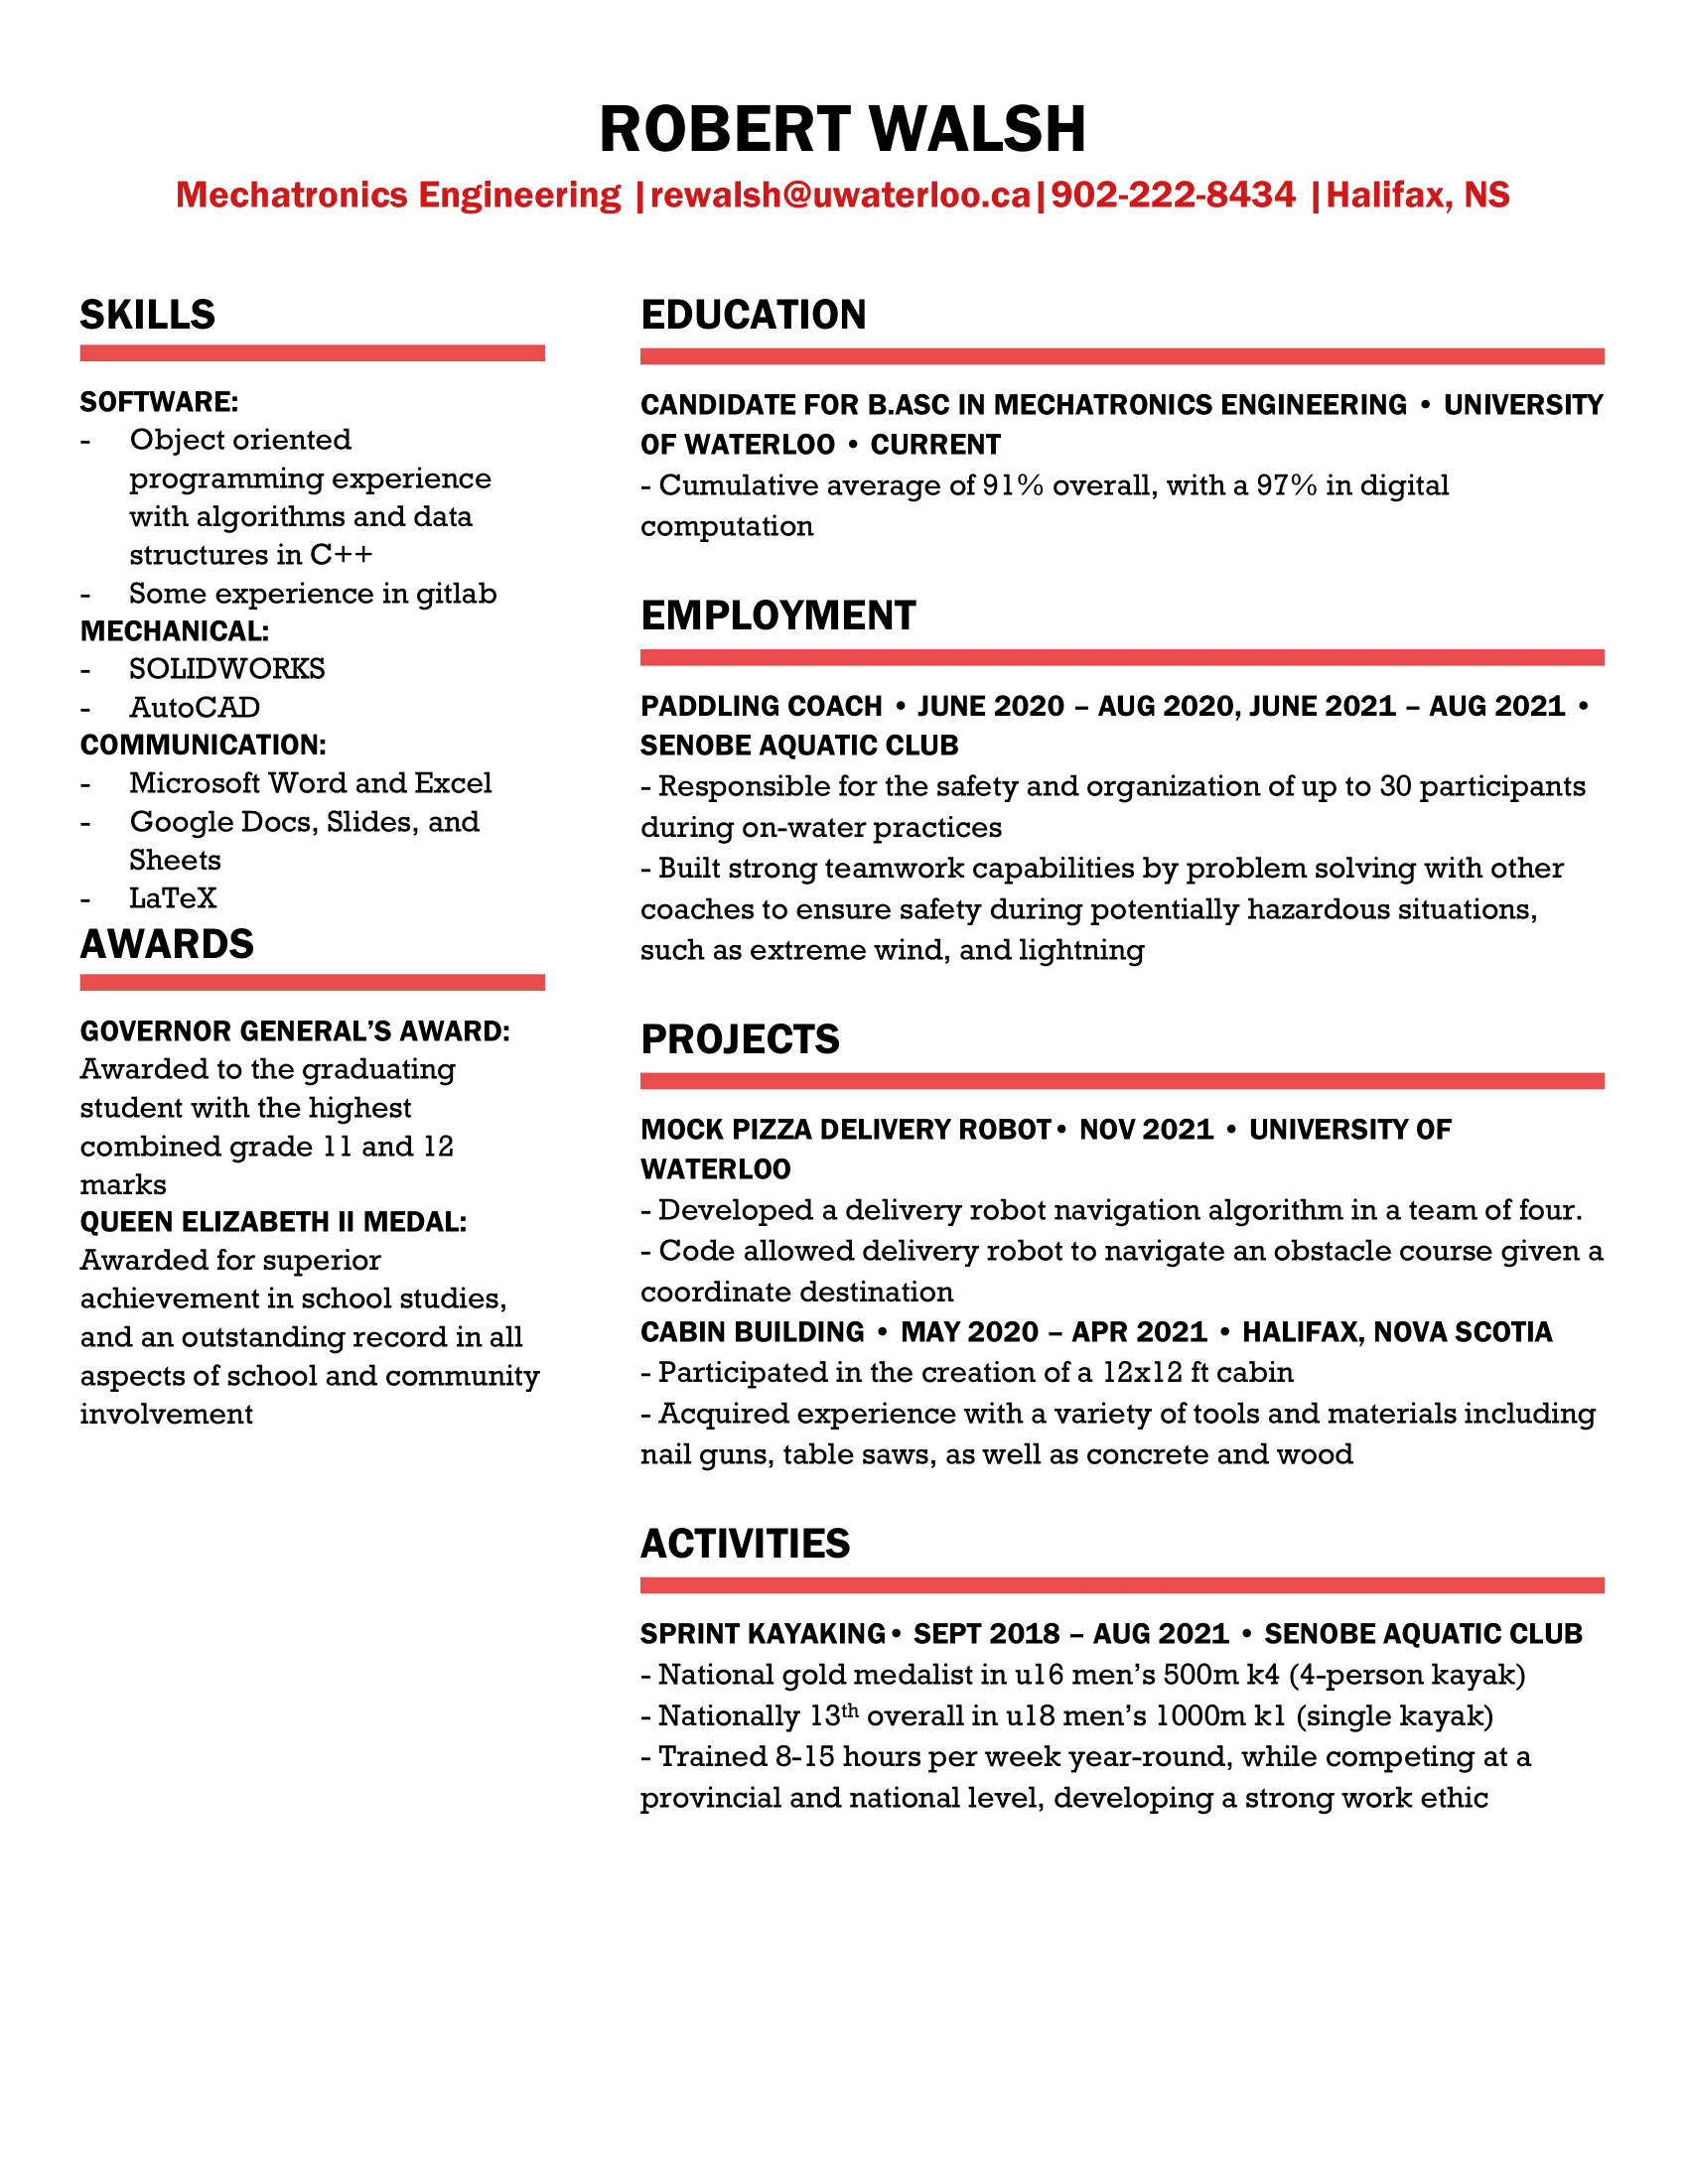 ROBERT WALSH
Mechatronics Engineering |rewalsh@uwaterloo.ca|902-222-8434 |Halifax, NS
SKILLS
SOFTWARE:
- Object oriented
programming experience
with algorithms and data
structures in C++
- Some experience in gitlab
MECHANICAL:
- SOLIDWORKS
- AutoCAD
COMMUNICATION:
- Microsoft Word and Excel
- Google Docs, Slides, and
Sheets
- LaTeX
AWARDS
GOVERNOR GENERAL’S AWARD:
Awarded to the graduating
student with the highest
combined grade 11 and 12
marks
QUEEN ELIZABETH II MEDAL:
Awarded for superior
achievement in school studies,
and an outstanding record in all
aspects of school and community
involvement
EDUCATION
CANDIDATE FOR B.ASC IN MECHATRONICS ENGINEERING • UNIVERSITY
OF WATERLOO • CURRENT
- Cumulative average of 91% overall, with a 97% in digital
computation
EMPLOYMENT
PADDLING COACH • JUNE 2020 – AUG 2020, JUNE 2021 – AUG 2021 •
SENOBE AQUATIC CLUB
- Responsible for the safety and organization of up to 30 participants
during on-water practices
- Built strong teamwork capabilities by problem solving with other
coaches to ensure safety during potentially hazardous situations,
such as extreme wind, and lightning
PROJECTS
MOCK PIZZA DELIVERY ROBOT• NOV 2021 • UNIVERSITY OF
WATERLOO
- Developed a delivery robot navigation algorithm in a team of four.
- Code allowed delivery robot to navigate an obstacle course given a
coordinate destination
CABIN BUILDING • MAY 2020 – APR 2021 • HALIFAX, NOVA SCOTIA
- Participated in the creation of a 12x12 ft cabin
- Acquired experience with a variety of tools and materials including
nail guns, table saws, as well as concrete and wood
ACTIVITIES
SPRINT KAYAKING• SEPT 2018 – AUG 2021 • SENOBE AQUATIC CLUB
- National gold medalist in u16 men’s 500m k4 (4-person kayak)
- Nationally 13th overall in u18 men’s 1000m k1 (single kayak)
- Trained 8-15 hours per week year-round, while competing at a
provincial and national level, developing a strong work ethic